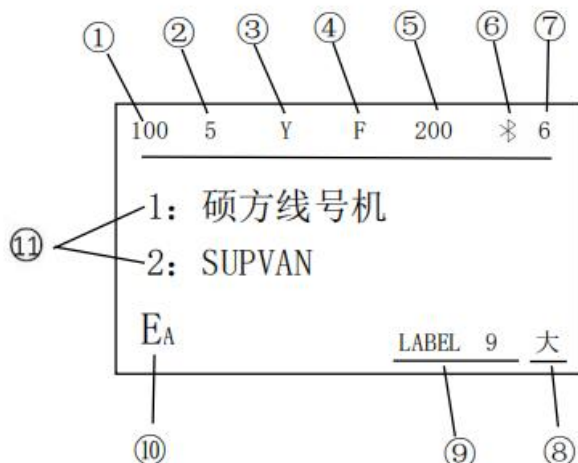 ① ② ③ ④ ⑤ ⑥ ⑦
100 5 Y F 200 6
1：硕方线号机
⑪
2：SUPVAN
EA
LABEL 9 大
⑩ ⑨ ⑧